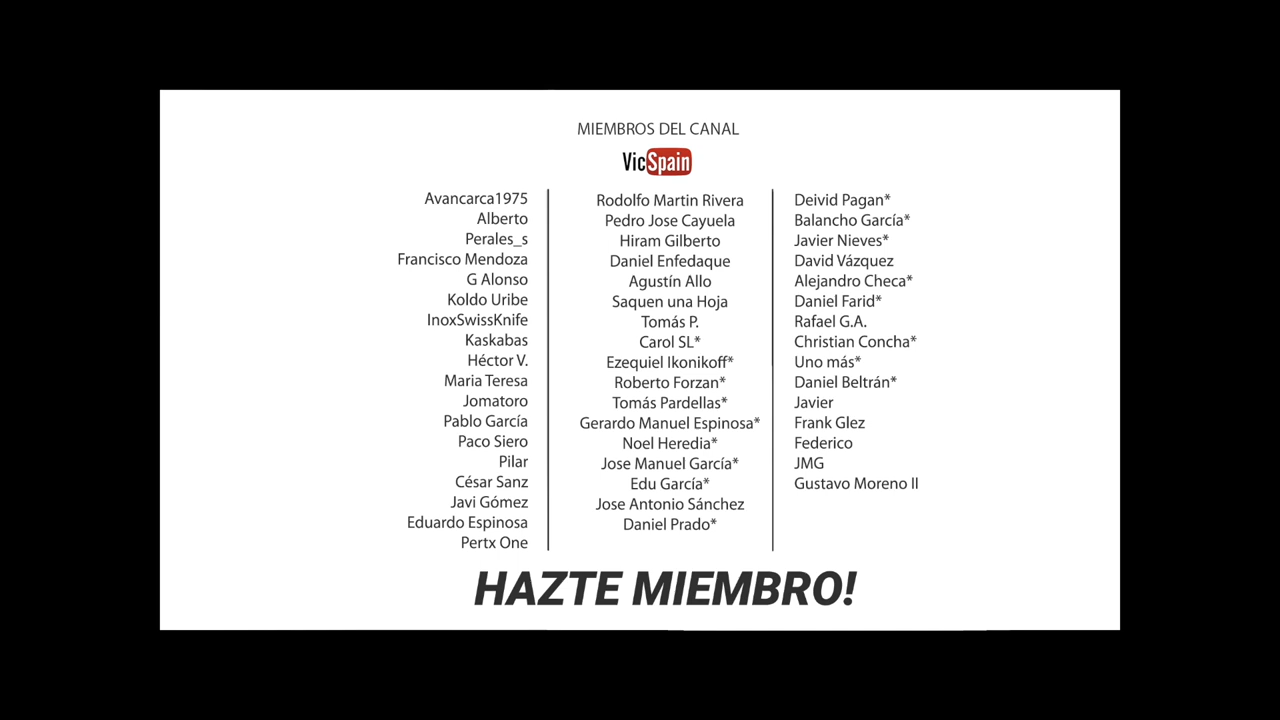 MIEMBROS DEL CANAL
VicSpain
Avancarca1975
Alberto
Perales_s
Francisco Mendoza
G Alonso
Koldo Uribe
InoxSwissKnife
Kaskabas
Héctor V.
Maria Teresa
Jomatoro
Pablo García
Paco Siero
Pilar
César Sanz
Javi Gómez
Eduardo Espinosa
Pertx One
Rodolfo Martin Rivera
Pedro Jose Cayuela
Hiram Gilberto
Daniel Enfedaque
Agustín Allo
Saquen una Hoja
Tomás P.
Carol SL*
Ezequiel Ikonikoff*
Roberto Forzan*
Tomás Pardellas*
Gerardo Manuel Espinosa*
Noel Heredia*
Jose Manuel García*
Edu García*
Jose Antonio Sánchez
Daniel Prado*
Deivid Pagan*
Balancho García*
Javier Nieves*
David Vázquez
Alejandro Checa*
Daniel Farid*
Rafael G.A.
Christian Concha*
Uno más*
Daniel Beltrán*
Javier
Frank Glez
Federico
JMG
Gustavo Moreno II
HAZTE MIEMBRO!